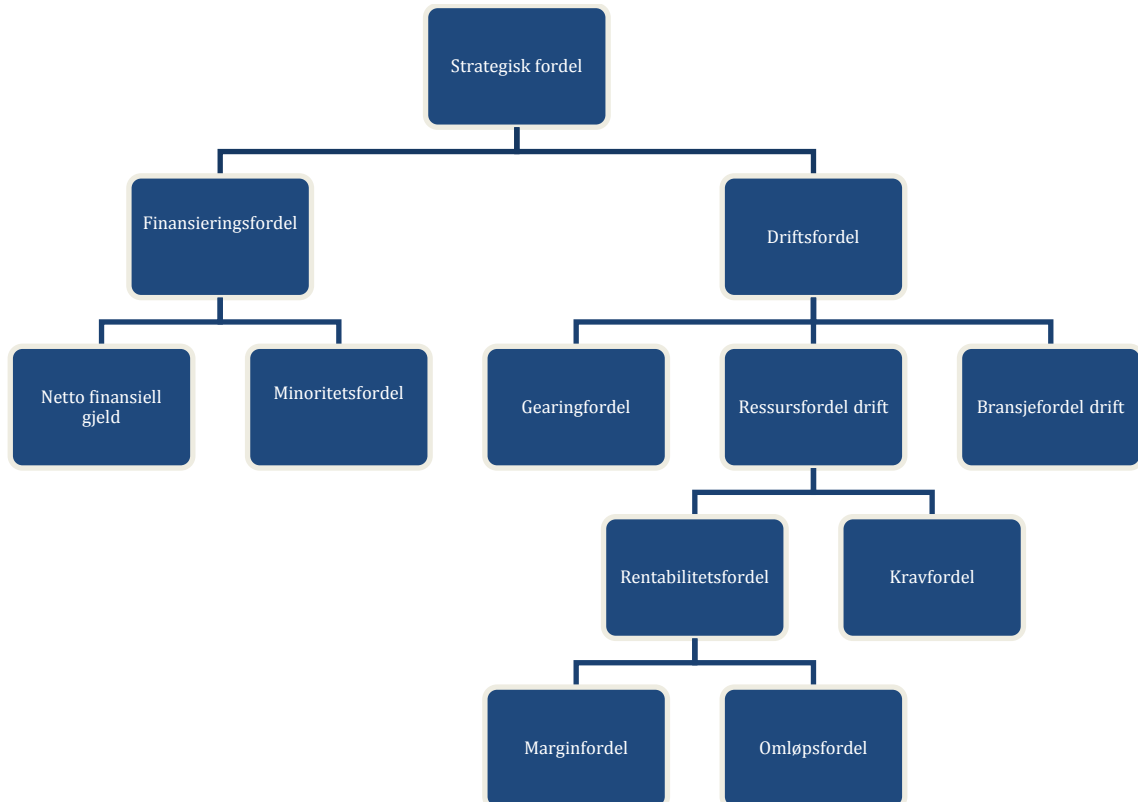 Strategisk fordel
Finansieringsfordel
Driftsfordel
Netto finansiell
gjeld
Minoritetsfordel
Gearingfordel
Ressursfordel drift
Bransjefordel drift
Rentabilitetsfordel
Kravfordel
Marginfordel
Omløpsfordel